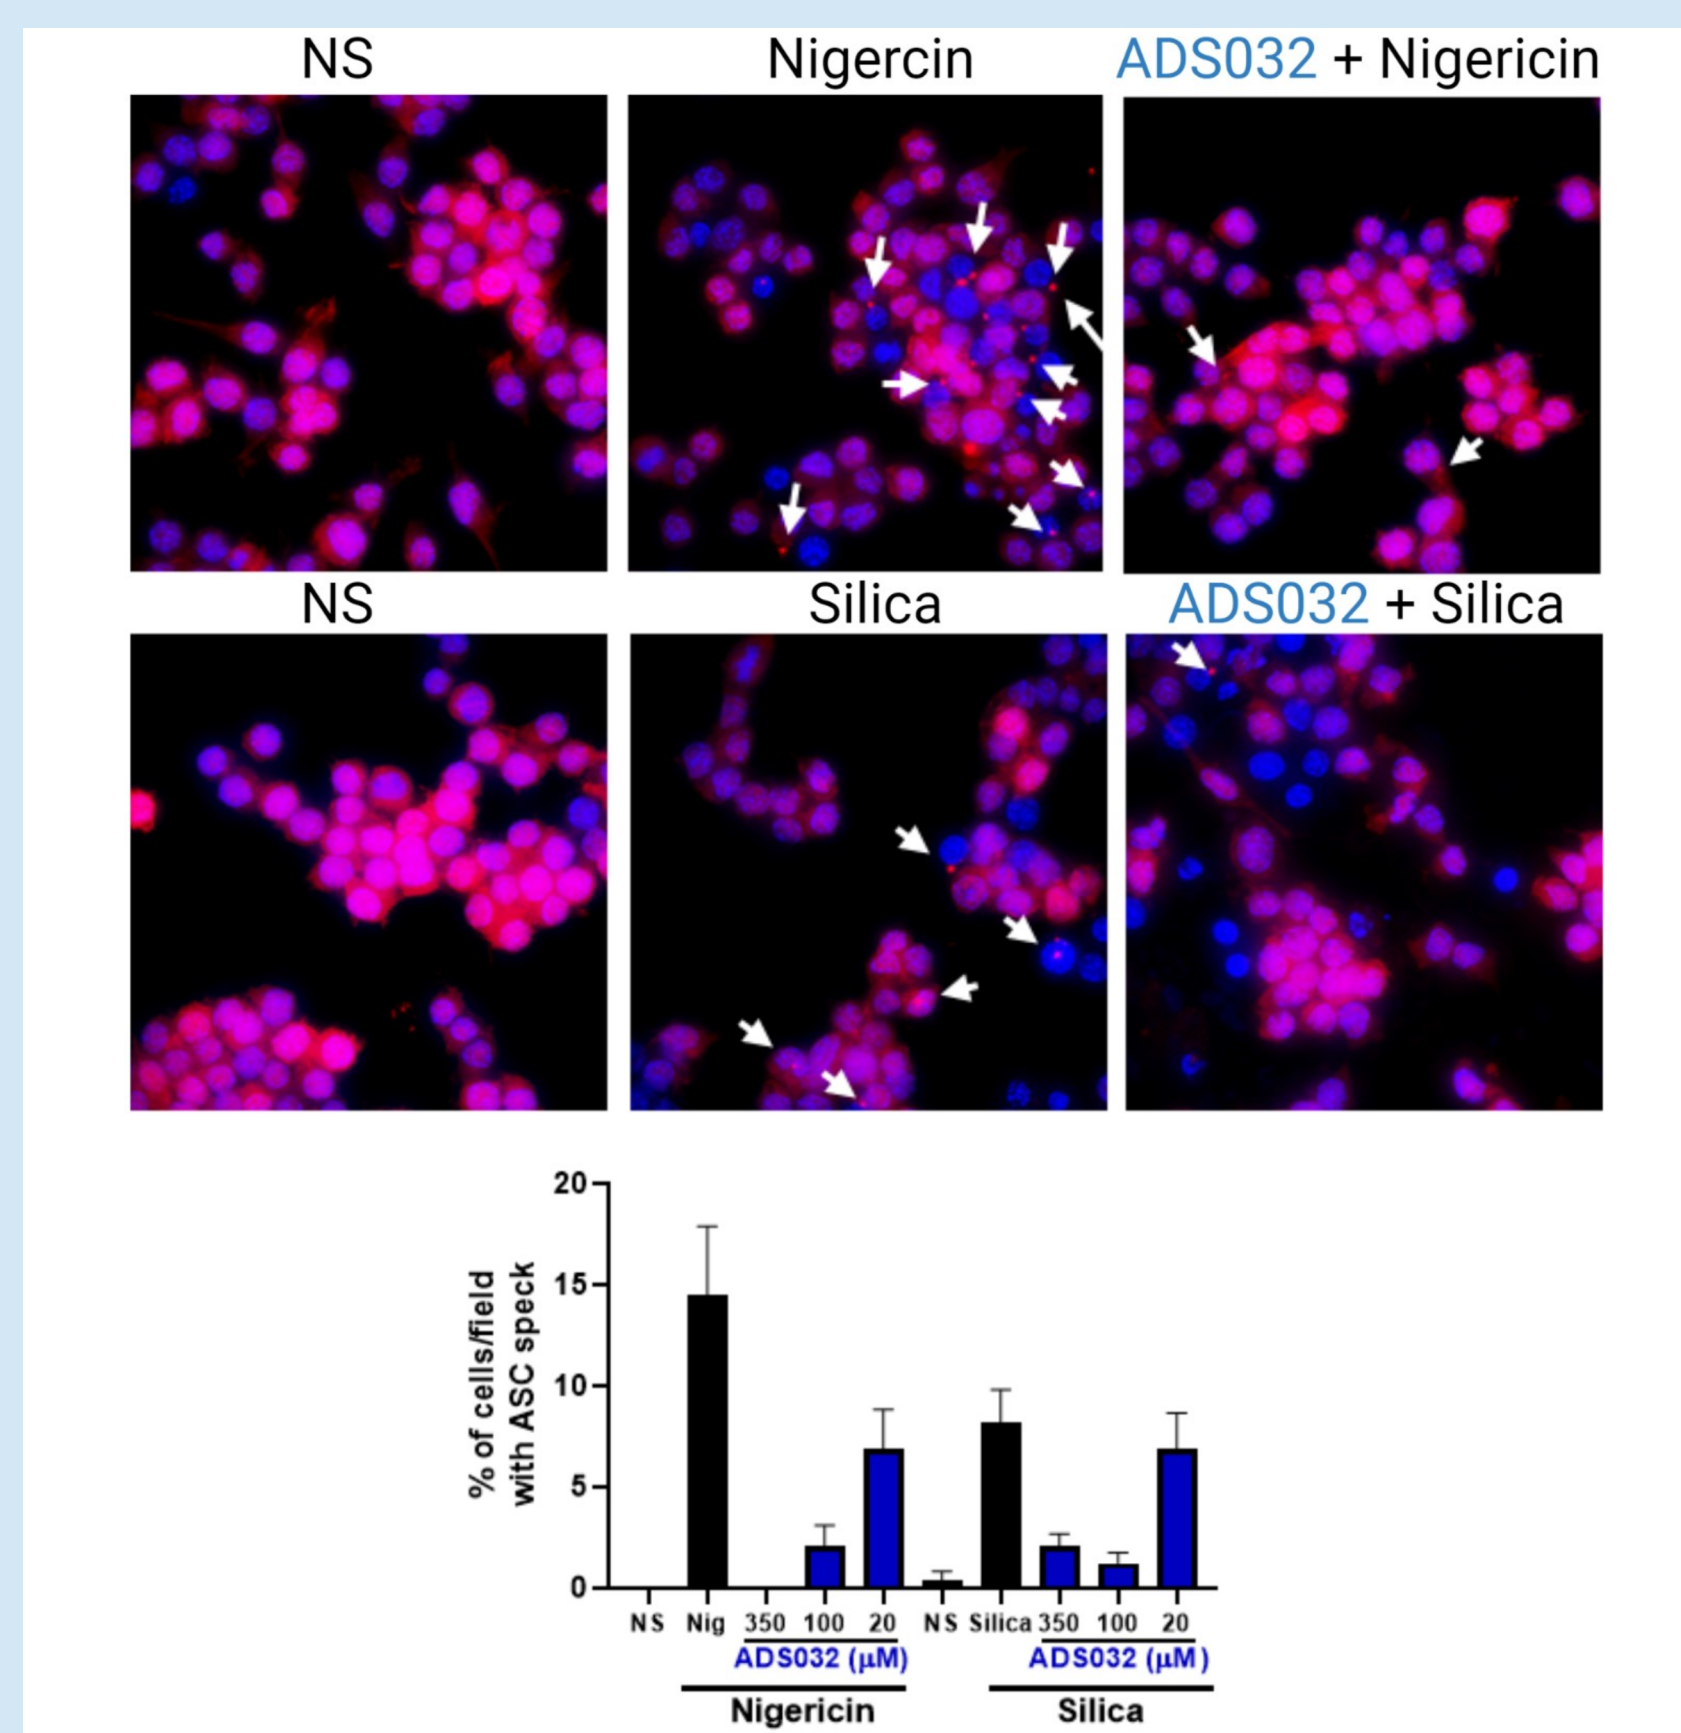 NS Nigercin ADS032 + Nigericin
NS Silica ADS032 + Silica
% of cells/field
with ASC speck
20
15
10
5
0
NS Nig 350 100 20 NS Silica 350 100 20
ADS032 (μM) ADS032 (μM)
Nigericin Silica